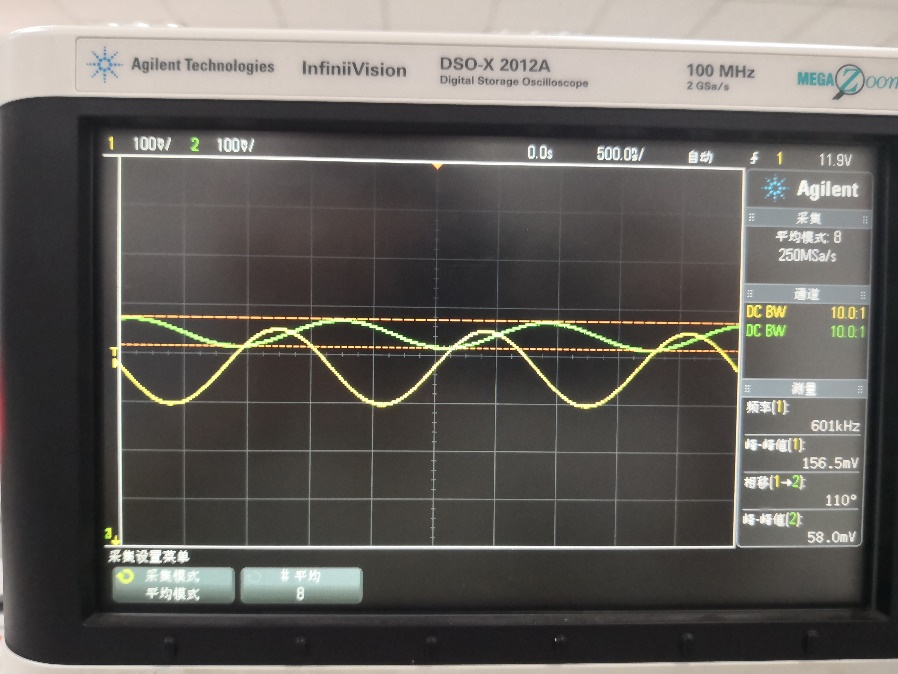 Agilent Technologies InfiniiVision DSO-X 2012A 100 MHz MEGA Zoom
Digital Storage Oscilloscope 2 GSa/s
1 100V/ 2 100V/ 0.0s 500.0 / 自动 1 11.9V
Agilent
采集
平均模式: 8
250MSa/s
通道
DC BW 10.0:1
DC BW 10.0:1
测量
频率(1):
601kHz
峰-峰值(1):
156.5mV
相移(1→2):
110°
峰-峰值(2):
58.0mV
采集设置菜单
采集模式 # 平均
平均模式 8